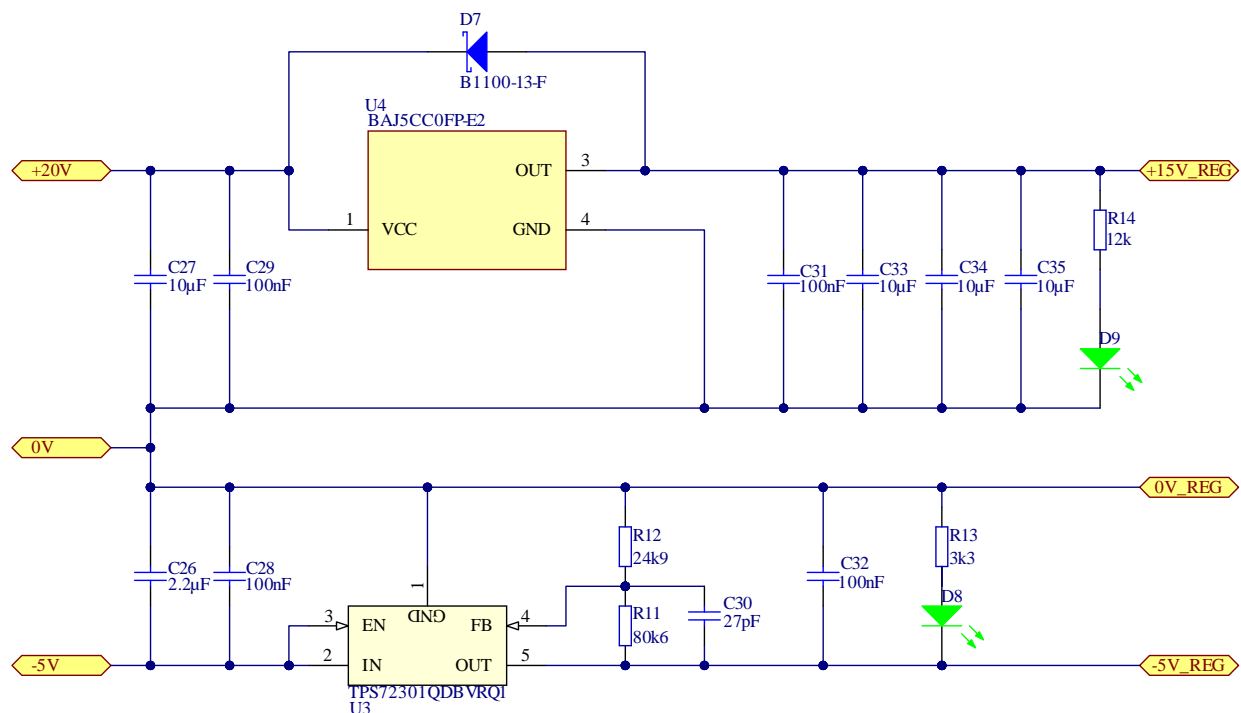 D7
B1100-13-F
U4
BAJ5CC0FP-E2
+20V
OUT
3
+15V_REG
1
VCC
GND
4
R14
12k
C27
10µF
C29
100nF
C31
100nF
C33
10µF
C34
10µF
C35
10µF
D9
0V
0V_REG
R12
24k9
R13
3k3
C26
2.2µF
C28
100nF
C32
100nF
1
GND
3
EN
FB
4
R11
80k6
C30
27pF
D8
-5V
2
IN
OUT
5
-5V_REG
TPS72301QDBVRQ1
U3